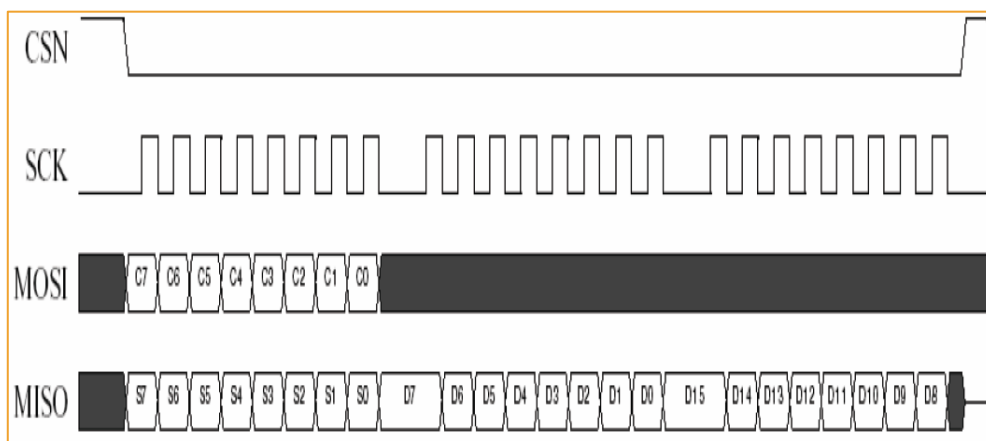 CSN
SCK
MOSI C7 C6 C5 C4 C3 C2 C1 C0
MISO S7 S6 S5 S4 S3 S2 S1 S0 D7 D6 D5 D4 D3 D2 D1 D0 D15 D14 D13 D12 D11 D10 D9 D8